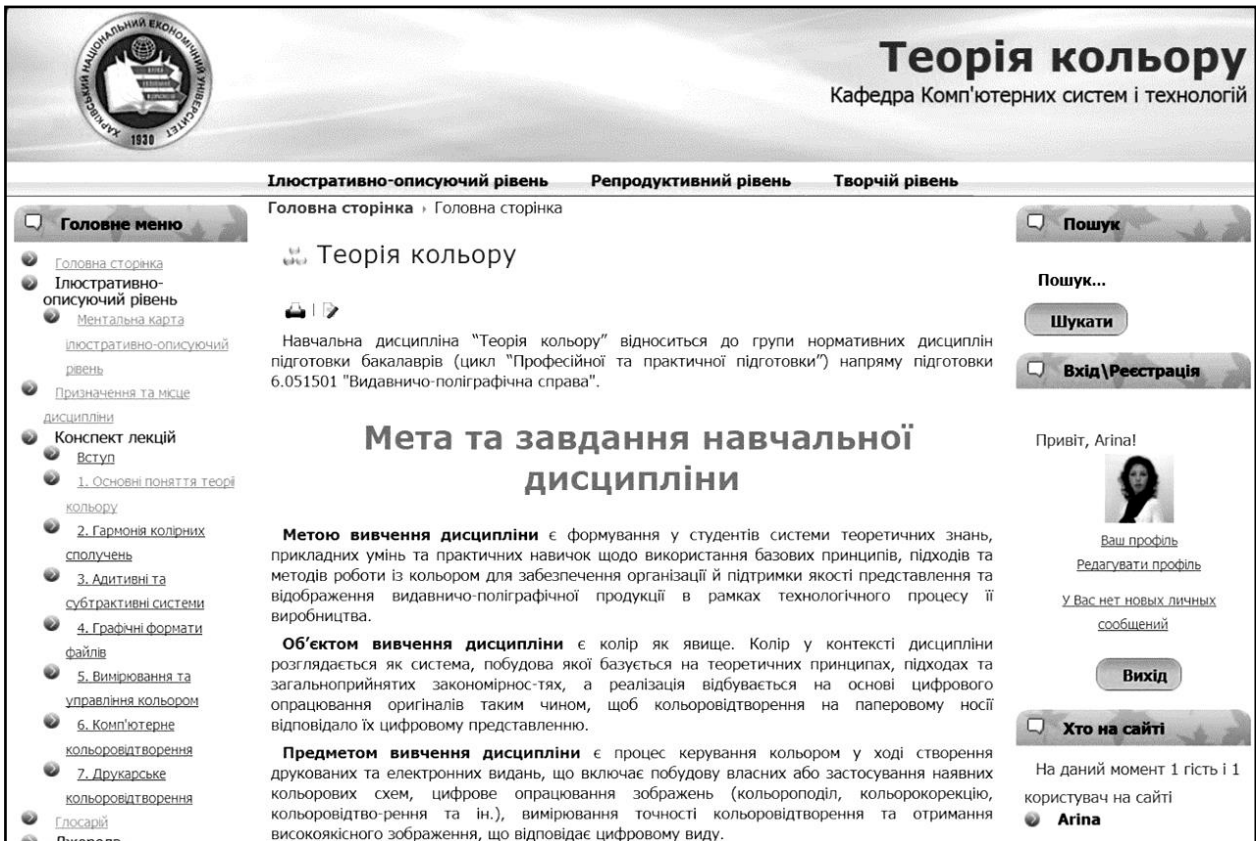 ХАРКІВСЬКИЙ НАЦІОНАЛЬНИЙ ЕКОНОМІЧНИЙ УНІВЕРСИТЕТ
1930
Теорія кольору
Кафедра Комп'ютерних систем і технологій
Ілюстративно-описуючий рівень Репродуктивний рівень Творчій рівень
Головне меню
Головна сторінка
Ілюстративно-
описуючий рівень
Ментальна карта
ілюстративно-описуючий
рівень
Призначення та місце
дисципліни
Конспект лекцій
Вступ
1. Основні поняття теорії
кольору
2. Гармонія колірних
сполучень
3. Адитивні та
субтрактивні системи
4. Графічні формати
файлів
5. Вимірювання та
управління кольором
6. Комп'ютерне
кольоровідтворення
7. Друкарське
кольоровідтворення
Глосарій
Головна сторінка Головна сторінка
Теорія кольору
Навчальна дисципліна “Теорія кольору” відноситься до групи нормативних дисциплін
підготовки бакалаврів (цикл “Професійної та практичної підготовки”) напряму підготовки
6.051501 "Видавничо-поліграфічна справа".
Мета та завдання навчальної
дисципліни
Метою вивчення дисципліни є формування у студентів системи теоретичних знань,
прикладних умінь та практичних навичок щодо використання базових принципів, підходів та
методів роботи із кольором для забезпечення організації й підтримки якості представлення та
відображення видавничо-поліграфічної продукції в рамках технологічного процесу її
виробництва.
Об’єктом вивчення дисципліни є колір як явище. Колір у контексті дисципліни
розглядається як система, побудова якої базується на теоретичних принципах, підходах та
загальноприйнятих закономірнос-тях, а реалізація відбувається на основі цифрового
опрацювання оригіналів таким чином, щоб кольоровідтворення на паперовому носії
відповідало їх цифровому представленню.
Предметом вивчення дисципліни є процес керування кольором у ході створення
друкованих та електронних видань, що включає побудову власних або застосування наявних
кольорових схем, цифрове опрацювання зображень (кольороподіл, кольорокорекцію,
кольоровідтво-рення та ін.), вимірювання точності кольоровідтворення та отримання
високоякісного зображення, що відповідає цифровому виду.
Пошук
Пошук...
Шукати
Вхід\Реєстрація
Привіт, Arina!
Ваш профіль
Редагувати профіль
У Вас нет новых личных
сообщений
Вихід
Хто на сайті
На даний момент 1 гість і 1
користувач на сайті
Arina